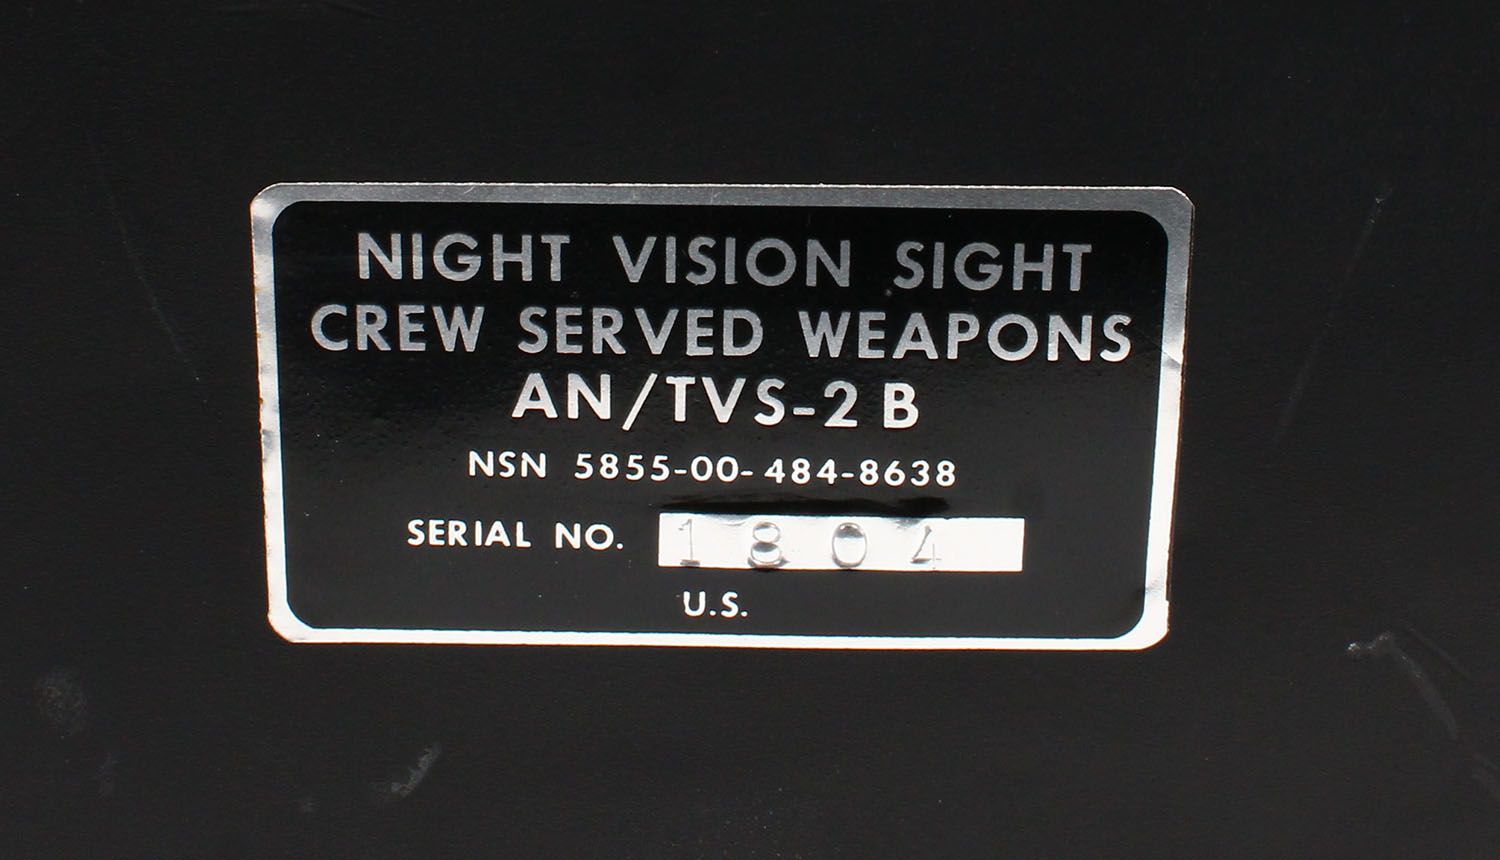 NIGHT VISION SIGHT
CREW SERVED WEAPONS
AN/TVS-2 B
NSN 5855-00-484-8638
SERIAL NO. 1804
U.S.